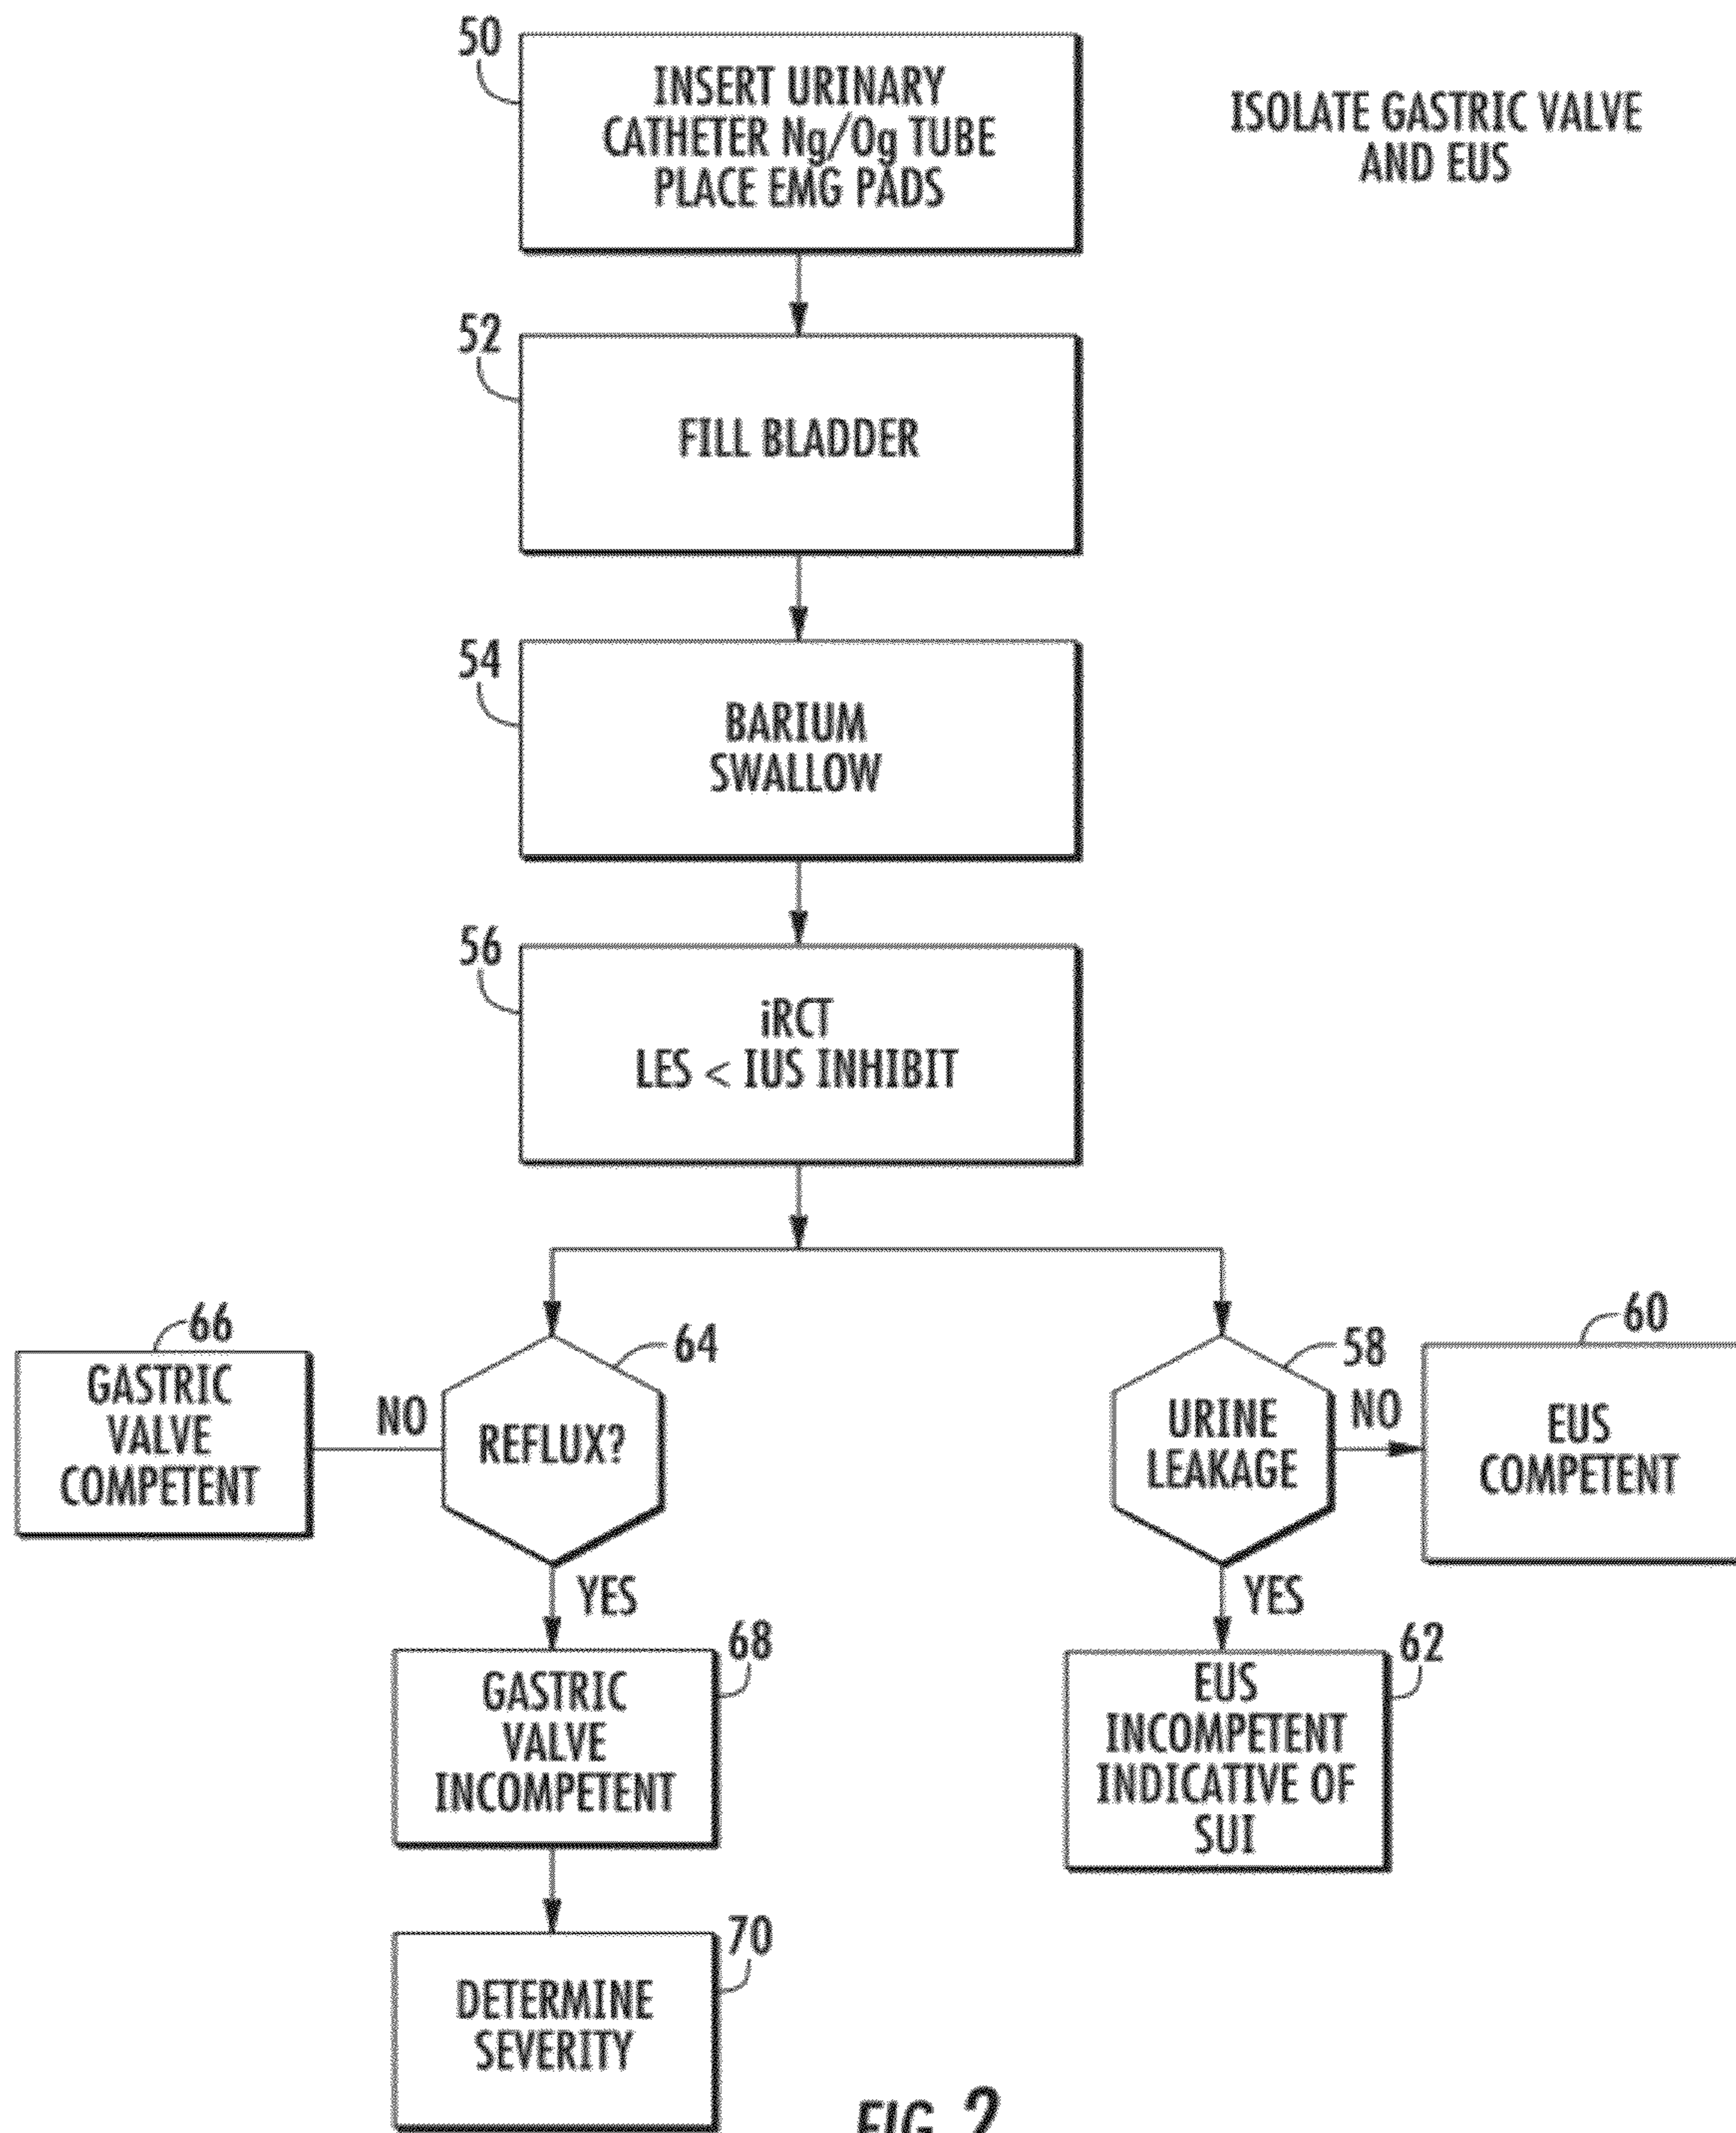 50
INSERT URINARY
CATHETER Ng/Og TUBE
PLACE EMG PADS
ISOLATE GASTRIC VALVE
AND EUS
52
FILL BLADDER
54
BARIUM
SWALLOW
56
iRCT
LES < IUS INHIBIT
66
GASTRIC
VALVE
COMPETENT
NO
64
REFLUX?
YES
58
URINE
LEAKAGE
NO
YES
60
EUS
COMPETENT
68
GASTRIC
VALVE
INCOMPETENT
62
EUS
INCOMPETENT
INDICATIVE OF
SUI
70
DETERMINE
SEVERITY
FIG. 2